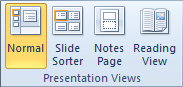 Normal Slide Notes Reading
Sorter Page View
Presentation Views